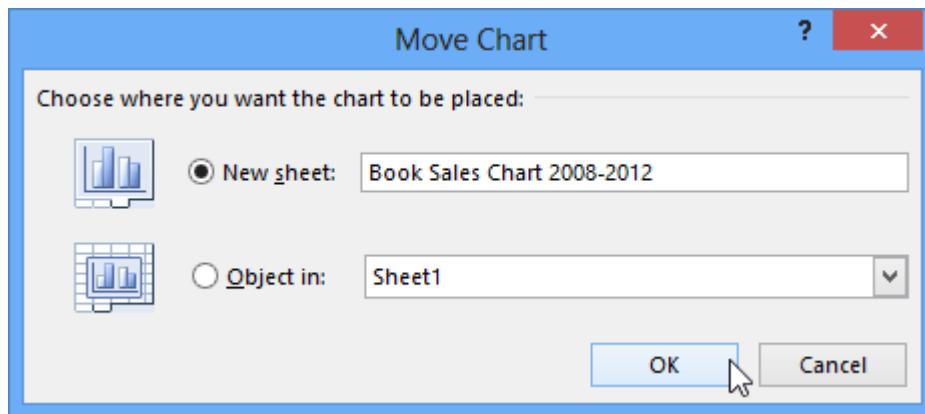 Move Chart
?
Choose where you want the chart to be placed:
New sheet: Book Sales Chart 2008-2012
Object in: Sheet1
OK Cancel